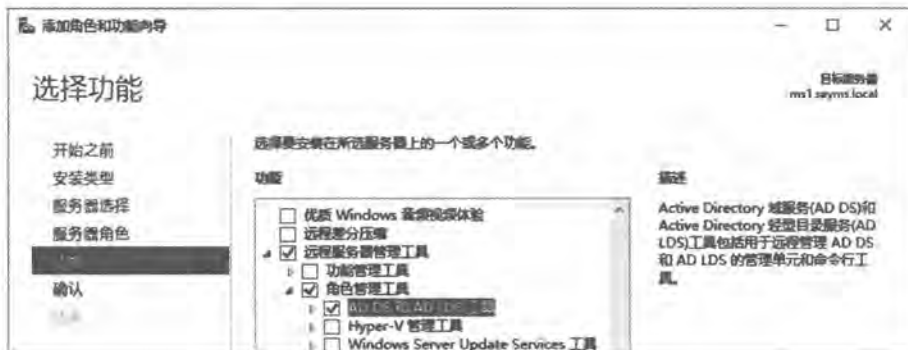 添加角色和功能向导
选择功能
目标服务器
ms1.sayms.local
开始之前
安装类型
服务器选择
服务器角色
确认
选择要安装在所选服务器上的一个或多个功能。
功能
优质 Windows 音频视频体验
远程差分压缩
远程服务器管理工具
功能管理工具
角色管理工具
AD DS 和 AD LDS 工具
Hyper-V 管理工具
Windows Server Update Services 工具
描述
Active Directory 域服务(AD DS)和
Active Directory 轻型目录服务(AD
LDS)工具包括用于远程管理 AD DS
和 AD LDS 的管理单元和命令行工
具。